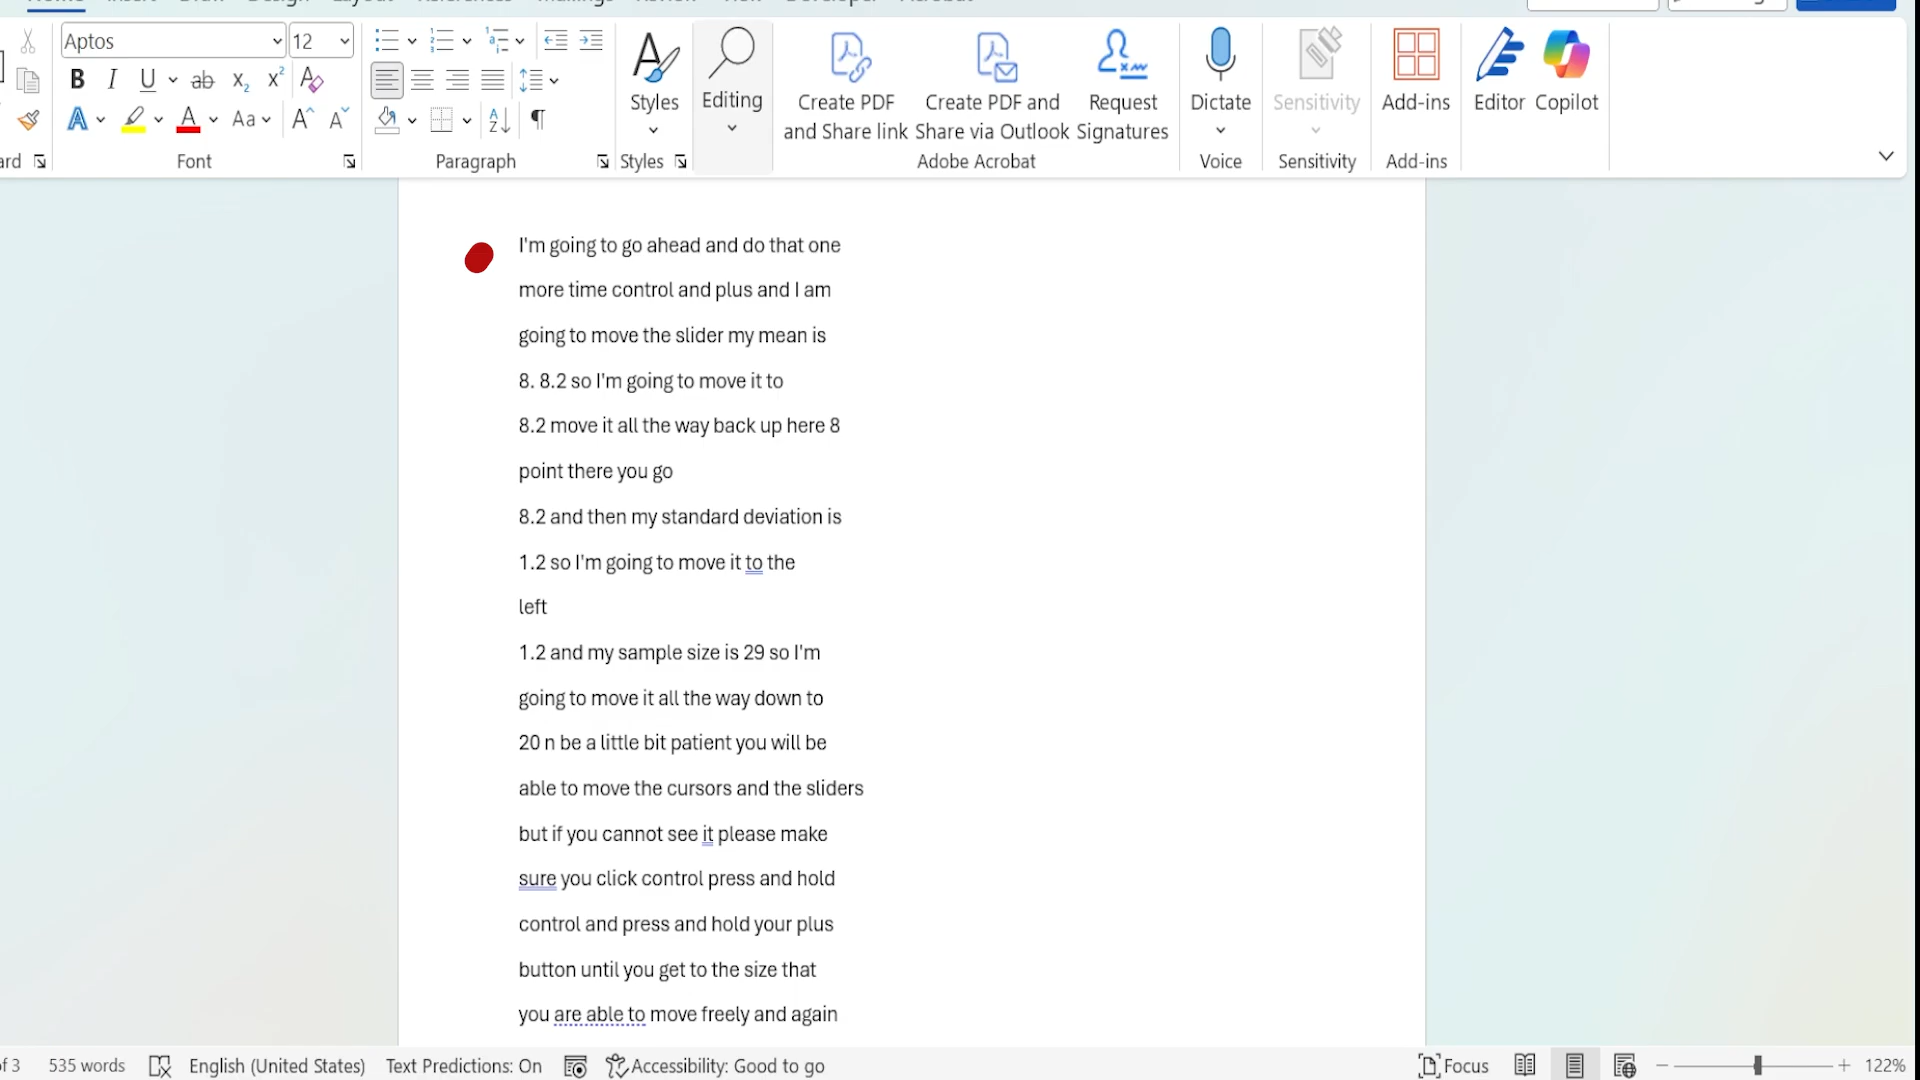 Aptos 12
Styles
Editing
Create PDF and Share link
Create PDF and Share via Outlook
Request Signatures
Dictate
Sensitivity
Add-ins
Editor
Copilot
ard
Font
Paragraph
Styles
Adobe Acrobat
Voice
Sensitivity
Add-ins
I'm going to go ahead and do that one
more time control and plus and I am
going to move the slider my mean is
8. 8.2 so I'm going to move it to
8.2 move it all the way back up here 8
point there you go
8.2 and then my standard deviation is
1.2 so I'm going to move it to the
left
1.2 and my sample size is 29 so I'm
going to move it all the way down to
20 n be a little bit patient you will be
able to move the cursors and the sliders
but if you cannot see it please make
sure you click control press and hold
control and press and hold your plus
button until you get to the size that
you are able to move freely and again
of 3 535 words English (United States) Text Predictions: On Accessibility: Good to go Focus 122%